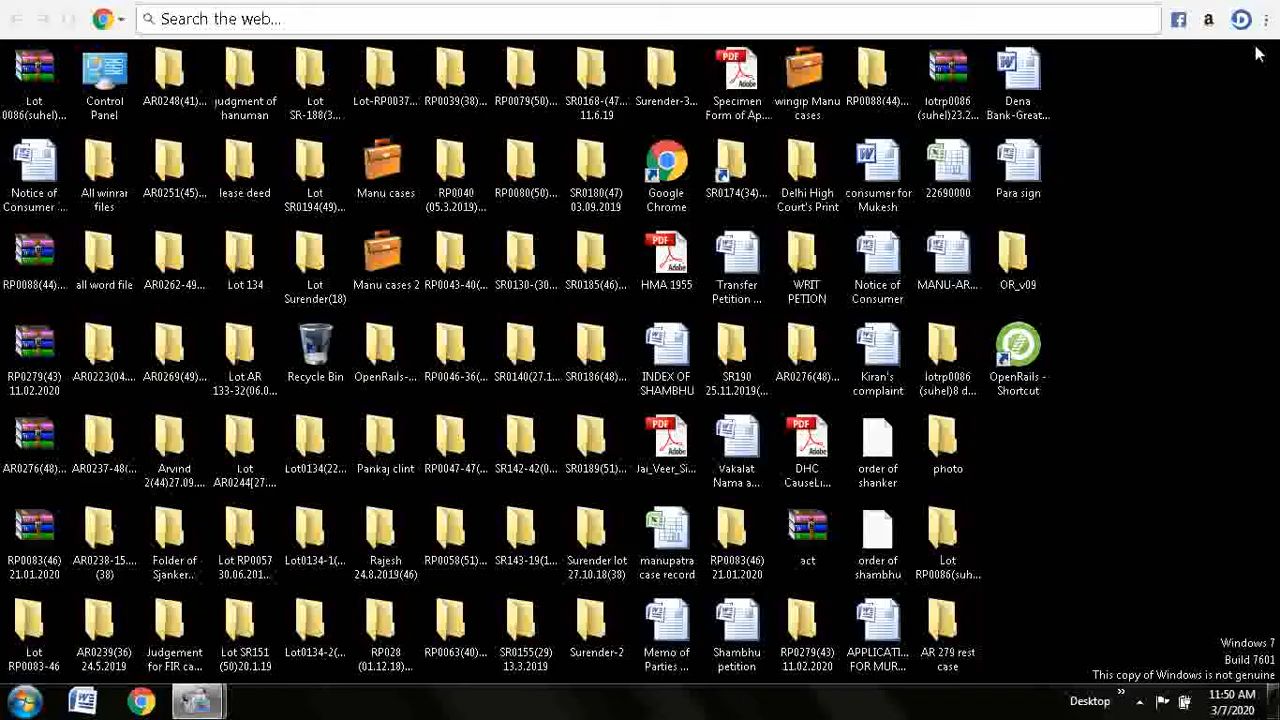 Search the web...
Lot 0086(suhel)...
Control Panel
AR0248(41)...
judgment of hanuman
Lot SR-188(3...
Lot-RP0037...
RP0039(38)...
RP0079(50)...
SR0168-(47... 11.6.19
Surender-3...
Specimen Form of Ap...
wingip Manu cases
RP0088(44)...
lotrp0086 (suhel)23.2...
Dena Bank-Great...
Notice of Consumer ...
All winrar files
AR0251(45)...
lease deed
Lot SR0194(49)...
Manu cases
RP0040 (05.3.2019)...
RP0080(50)...
SR0180(47) 03.09.2019
Google Chrome
SR0174(34)...
Delhi High Court's Print
consumer for Mukesh
22690000
Para sign
RP0088(44)...
all word file
AR0262-49...
Lot 134
Lot Surender(18)
Manu cases 2
RP0043-40(...
SR0130-(30...
SR0185(46)...
HMA 1955
Transfer Petition ...
WRIT PETION
Notice of Consumer
MANU-AR...
OR_v09
RP0279(43) 11.02.2020
AR0223(04...
AR0269(49)...
Lot AR 133-32(06.0...
Recycle Bin
OpenRails-...
RP0046-36(...
SR0140(27.1...
SR0186(48)...
INDEX OF SHAMBHU
SR190 25.11.2019(...
AR0276(48)...
Kiran's complaint
lotrp0086 (suhel)8 d...
OpenRails - Shortcut
AR0276(48)...
AR0237-48(...
Arvind 2(44)27.09....
Lot AR0244[27....
Lot0134(22...
Pankaj clint
RP0047-47(...
SR142-42(0...
SR0189(51)...
Jai_Veer_Si...
Vakalat Nama a...
DHC CauseLi...
order of shanker
photo
RP0083(46) 21.01.2020
AR0238-15.... (38)
Folder of Sjanker...
Lot RP0057 30.06.201...
Lot0134-1(...
Rajesh 24.8.2019(46)
RP0058(51)...
SR143-19(1...
Surender lot 27.10.18(38)
manupatra case record
RP0083(46) 21.01.2020
act
order of shambhu
Lot RP0086(suh...
Lot RP0083-46
AR0239(36) 24.5.2019
Judgement for FIR ca...
Lot SR151 (50)20.1.19
Lot0134-2(...
RP028 (01.12.18)...
RP0063(40)...
SR0155(29) 13.3.2019
Surender-2
Memo of Parties ...
Shambhu petition
RP0279(43) 11.02.2020
APPLICATI... FOR MUR...
AR 279 rest case
Windows 7
Build 7601
This copy of Windows is not genuine
Desktop
11:50 AM
3/7/2020